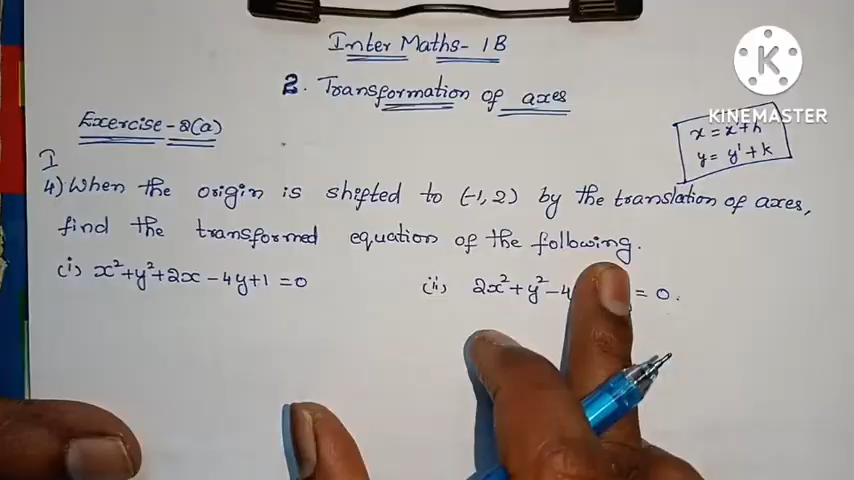 Inter Maths- 1B
2. Transformation of axes
Exercise-2(a)
x = x'+h
y = y'+k
I
4) When the origin is shifted to (-1, 2) by the translation of axes,
find the transformed equation of the following.
(i) x²+y²+2x-4y+1=0
(ii) 2x²+y²-4 = 0.
KINEMASTER